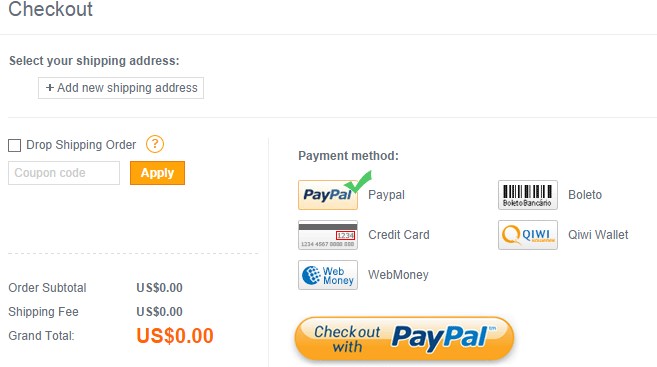 Checkout
Select your shipping address:
+ Add new shipping address
Drop Shipping Order ?
Coupon code Apply
Order Subtotal US$0.00
Shipping Fee US$0.00
Grand Total: US$0.00
Payment method:
PayPal Paypal
Boleto Bancário Boleto
1234
1234 4567 8888 888 Credit Card
QIWI Qiwi Wallet
Web
Money WebMoney
Checkout
with PayPal